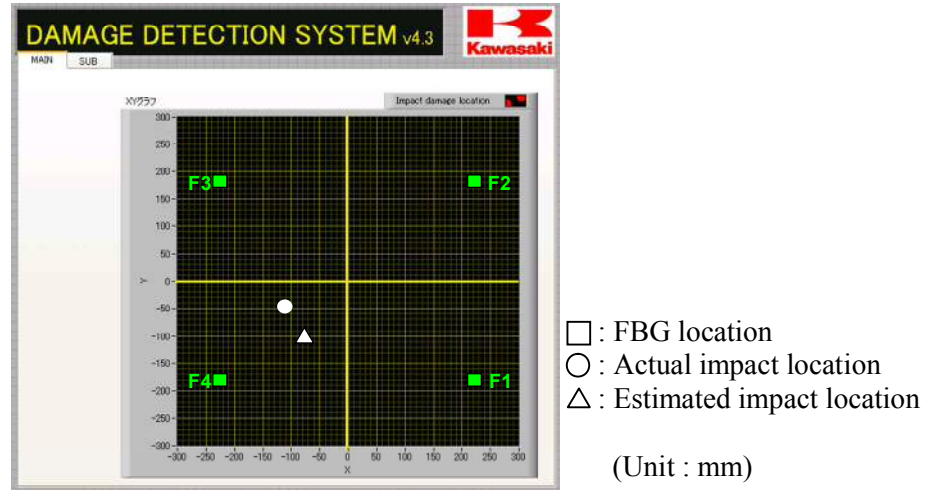 DAMAGE DETECTION SYSTEM v4.3
Kawasaki
MAIN SUB
XYグラフ
Impact damage location
300
250
200
F3 F2
150
100
50
Y 0
-50
-100
-150
F4 F1
-200
-250
-300
-300 -250 -200 -150 -100 -50 0 50 100 150 200 250 300
X
: FBG location
: Actual impact location
: Estimated impact location
(Unit : mm)